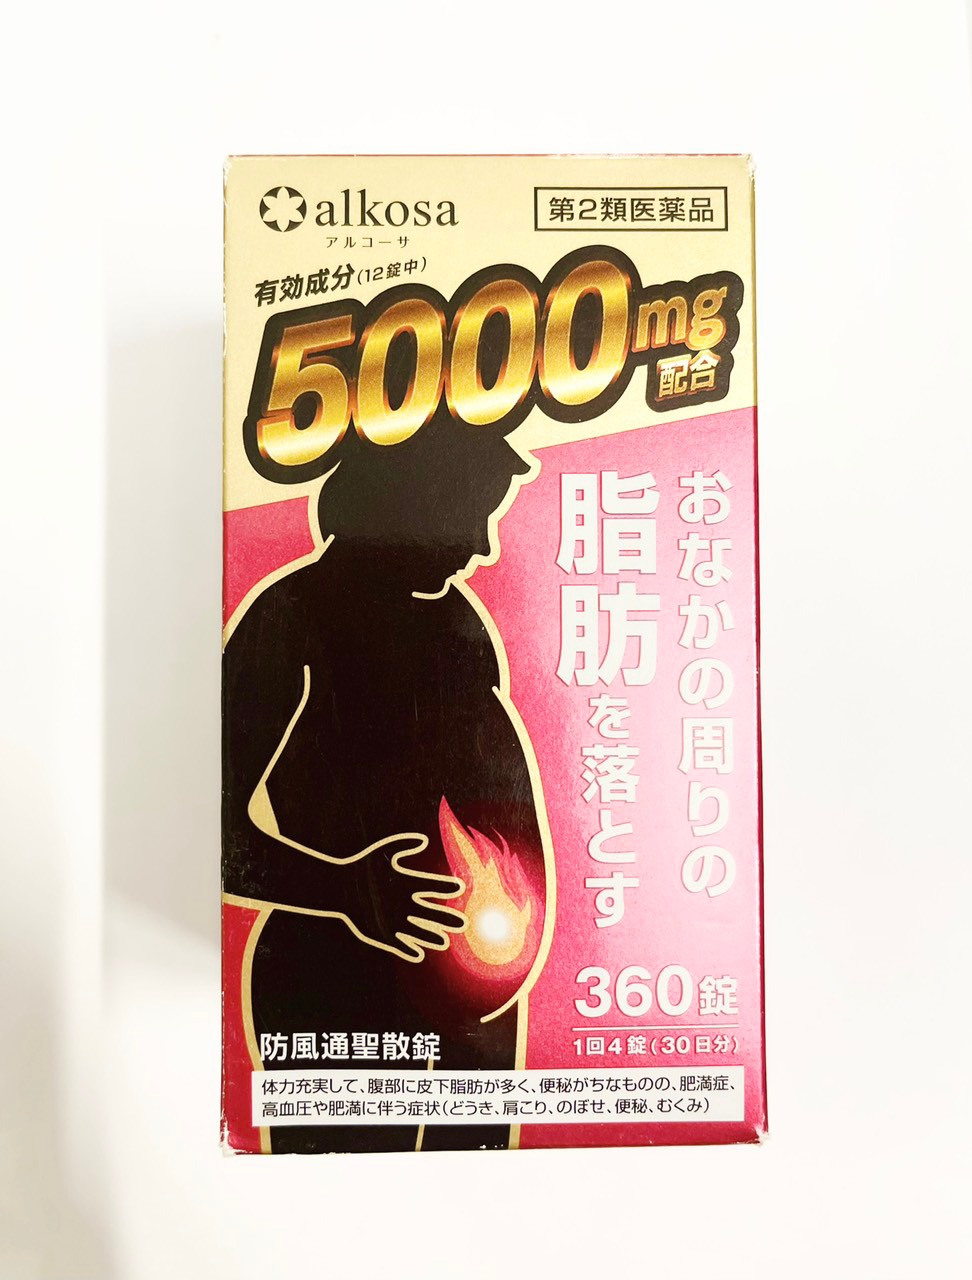 alkosa
アルコーサ
第2類医薬品
有効成分(12錠中)
5000mg
配合
おなかの周りの
脂肪を落とす
360錠
1回4錠(30日分)
防風通聖散錠
体力充実して、腹部に皮下脂肪が多く、便秘がちなものの、肥満症、
高血圧や肥満に伴う症状(どうき、肩こり、のぼせ、便秘、むくみ)